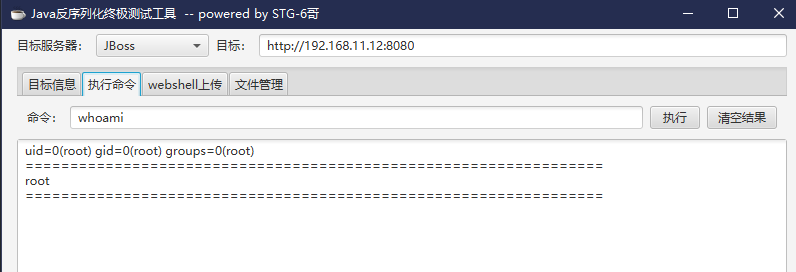 Java反序列化终极测试工具 -- powered by STG-6哥
目标服务器: JBoss 目标: http://192.168.11.12:8080
目标信息 执行命令 webshell上传 文件管理
命令: whoami 执行 清空结果
uid=0(root) gid=0(root) groups=0(root)
=================================================================
root
=================================================================